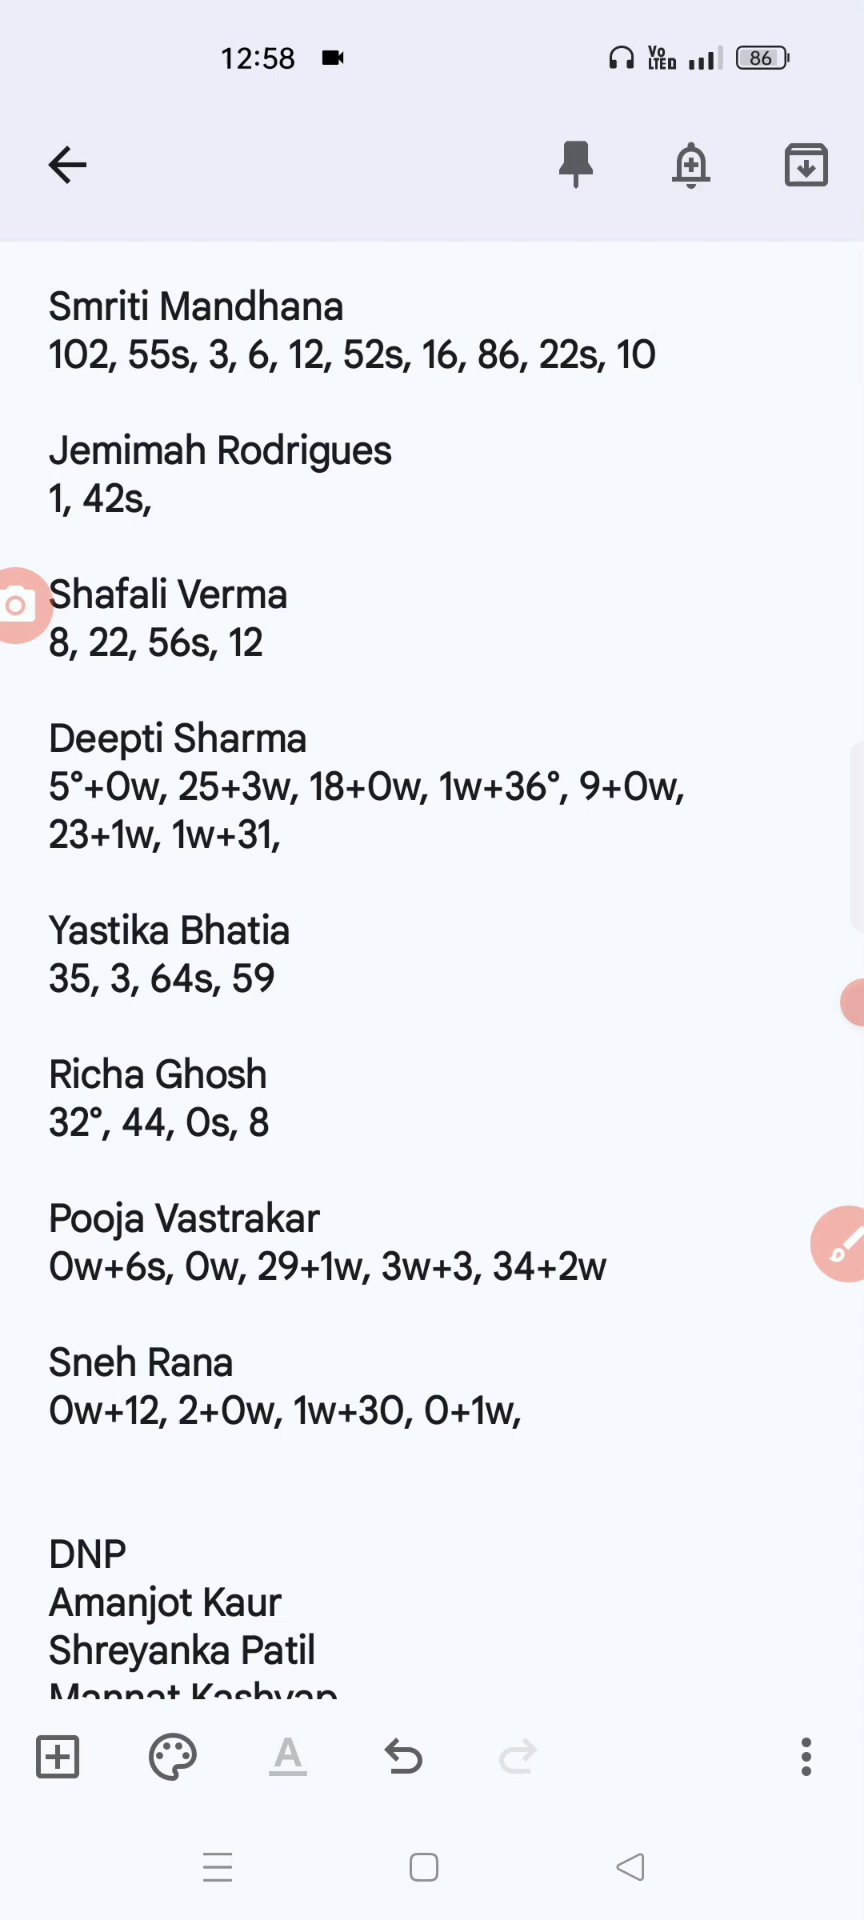 12:58
Vo
LTED
86
Smriti Mandhana
102, 55s, 3, 6, 12, 52s, 16, 86, 22s, 10
Jemimah Rodrigues
1, 42s,
Shafali Verma
8, 22, 56s, 12
Deepti Sharma
5°+0w, 25+3w, 18+0w, 1w+36°, 9+0w,
23+1w, 1w+31,
Yastika Bhatia
35, 3, 64s, 59
Richa Ghosh
32°, 44, 0s, 8
Pooja Vastrakar
0w+6s, 0w, 29+1w, 3w+3, 34+2w
Sneh Rana
0w+12, 2+0w, 1w+30, 0+1w,
DNP
Amanjot Kaur
Shreyanka Patil
Mannat Kashyap
A